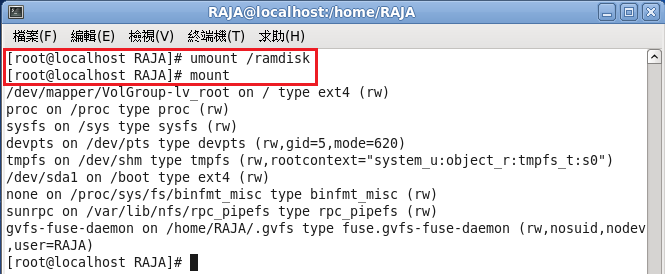 RAJA@localhost:/home/RAJA
檔案(F) 編輯(E) 檢視(V) 終端機(T) 求助(H)
[root@localhost RAJA]# umount /ramdisk
[root@localhost RAJA]# mount
/dev/mapper/VolGroup-lv_root on / type ext4 (rw)
proc on /proc type proc (rw)
sysfs on /sys type sysfs (rw)
devpts on /dev/pts type devpts (rw,gid=5,mode=620)
tmpfs on /dev/shm type tmpfs (rw,rootcontext="system_u:object_r:tmpfs_t:s0")
/dev/sda1 on /boot type ext4 (rw)
none on /proc/sys/fs/binfmt_misc type binfmt_misc (rw)
sunrpc on /var/lib/nfs/rpc_pipefs type rpc_pipefs (rw)
gvfs-fuse-daemon on /home/RAJA/.gvfs type fuse.gvfs-fuse-daemon (rw,nosuid,nodev
,user=RAJA)
[root@localhost RAJA]#